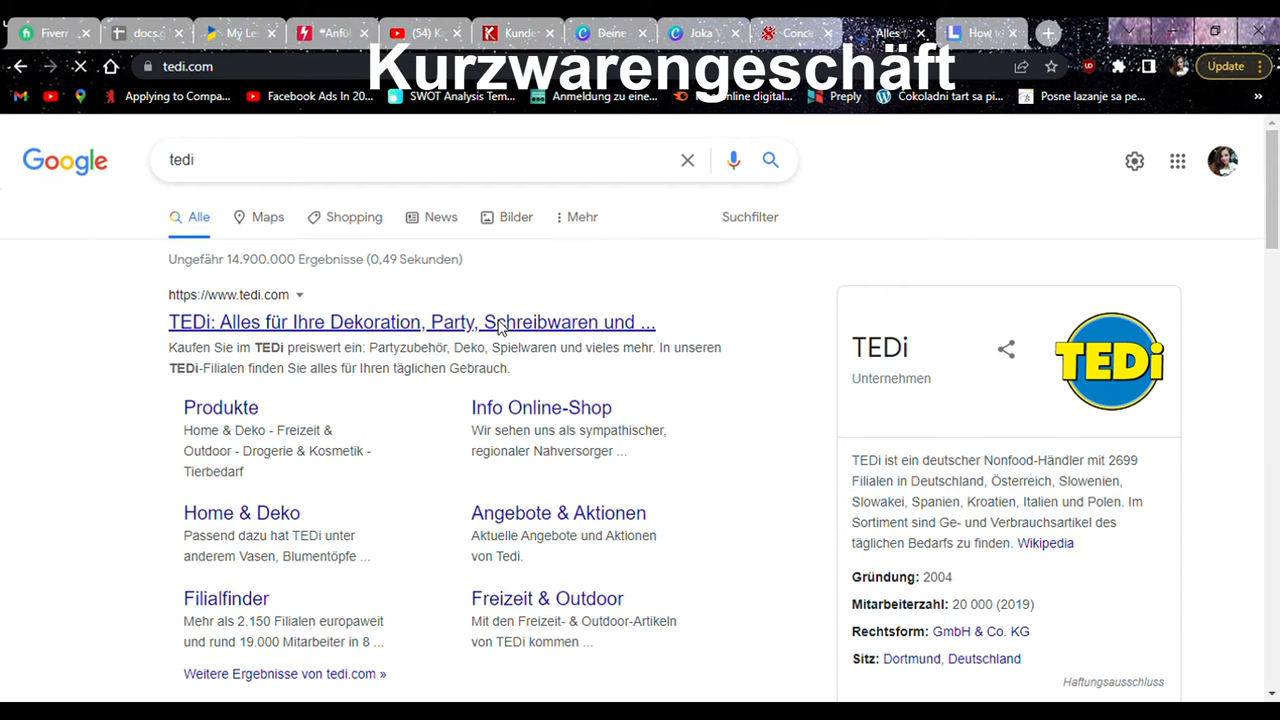 Fiverr
docs.g
My Le
*Anfu
(54) K
Kunde
Deine
Joka V
Conce
Alles
How t
tedi.com
Kurzwarengeschäft
Update
Applying to Compa...
Facebook Ads In 20...
SWOT Analysis Tem...
Anmeldung zu eine...
online digital...
Preply
Cokoladni tart sa pi...
Posne lazanje sa pe...
»
Google
tedi
Alle
Maps
Shopping
News
Bilder
Mehr
Suchfilter
Ungefähr 14.900.000 Ergebnisse (0,49 Sekunden)
https://www.tedi.com
TEDi: Alles für Ihre Dekoration, Party, Schreibwaren und ...
Kaufen Sie im TEDi preiswert ein: Partyzubehör, Deko, Spielwaren und vieles mehr. In unseren
TEDi-Filialen finden Sie alles für Ihren täglichen Gebrauch.
Produkte
Home & Deko - Freizeit &
Outdoor - Drogerie & Kosmetik -
Tierbedarf
Info Online-Shop
Wir sehen uns als sympathischer,
regionaler Nahversorger ...
Home & Deko
Passend dazu hat TEDi unter
anderem Vasen, Blumentöpfe ...
Angebote & Aktionen
Aktuelle Angebote und Aktionen
von Tedi.
Filialfinder
Mehr als 2.150 Filialen europaweit
und rund 19.000 Mitarbeiter in 8 ...
Freizeit & Outdoor
Mit den Freizeit- & Outdoor-Artikeln
von TEDi kommen ...
Weitere Ergebnisse von tedi.com »
TEDi
Unternehmen
TEDi
TEDi ist ein deutscher Nonfood-Händler mit 2699
Filialen in Deutschland, Österreich, Slowenien,
Slowakei, Spanien, Kroatien, Italien und Polen. Im
Sortiment sind Ge- und Verbrauchsartikel des
täglichen Bedarfs zu finden. Wikipedia
Gründung: 2004
Mitarbeiterzahl: 20 000 (2019)
Rechtsform: GmbH & Co. KG
Sitz: Dortmund, Deutschland
Haftungsausschluss